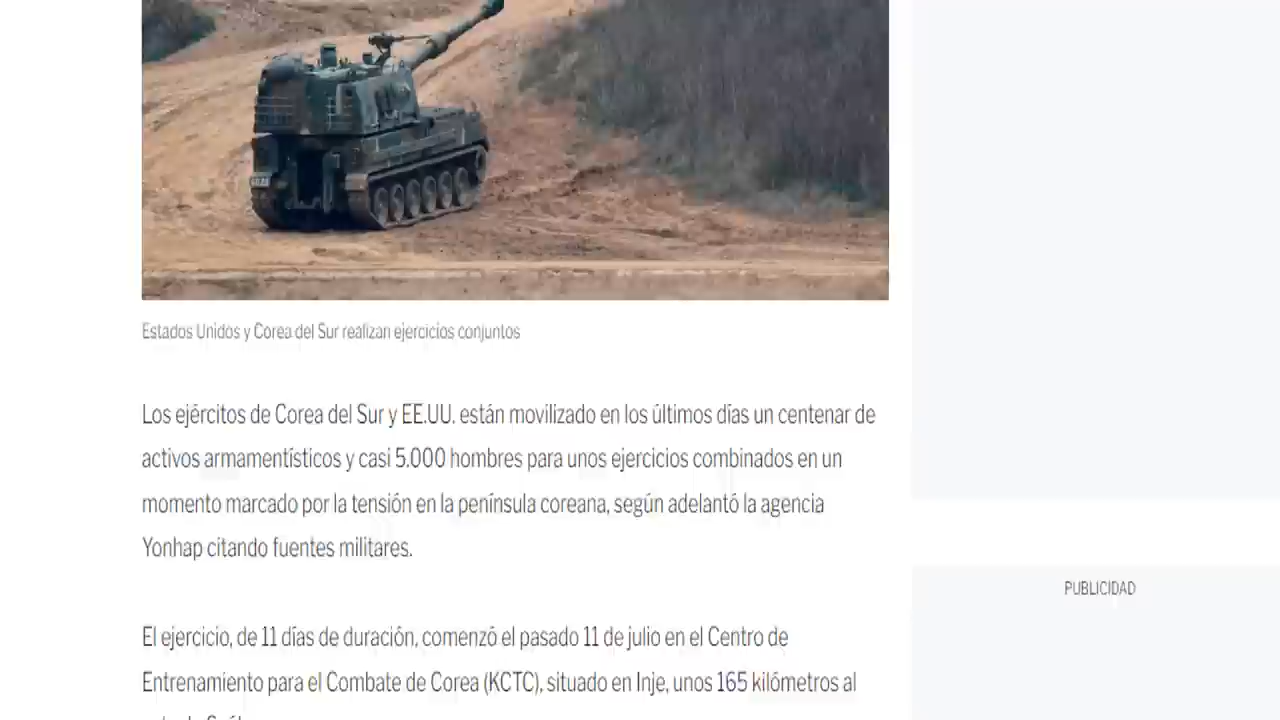 Estados Unidos y Corea del Sur realizan ejercicios conjuntos
Los ejércitos de Corea del Sur y EE.UU. están movilizado en los últimos días un centenar de
activos armamentísticos y casi 5.000 hombres para unos ejercicios combinados en un
momento marcado por la tensión en la península coreana, según adelantó la agencia
Yonhap citando fuentes militares.
PUBLICIDAD
El ejercicio, de 11 días de duración, comenzó el pasado 11 de julio en el Centro de
Entrenamiento para el Combate de Corea (KCTC), situado en Inje, unos 165 kilómetros al